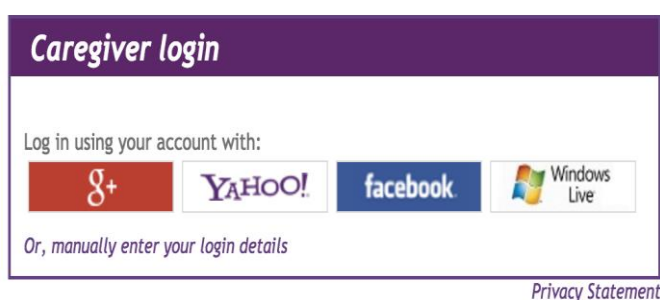 Caregiver login
Log in using your account with:
g+ YAHOO! facebook Windows
Live
Or, manually enter your login details
Privacy Statement